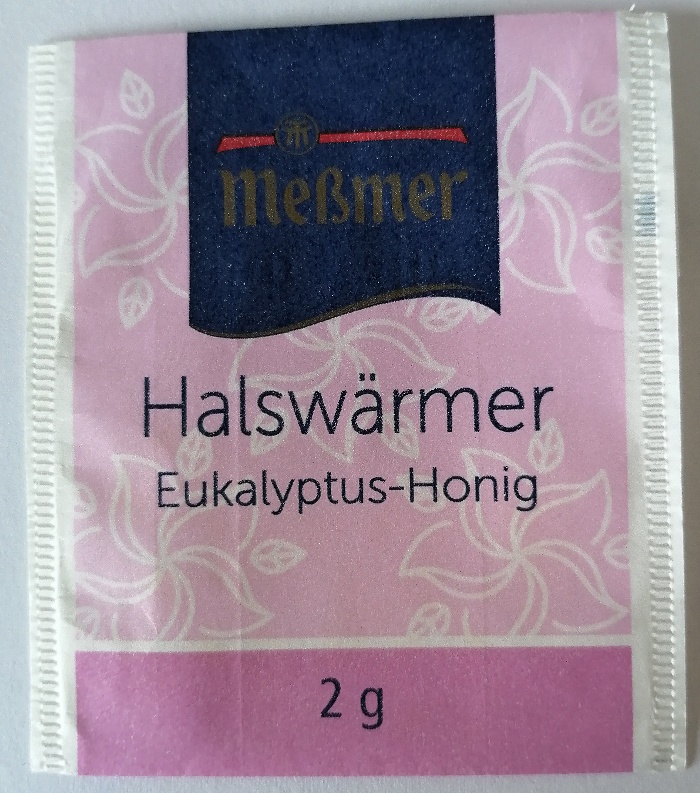 Meßmer
Halswärmer
Eukalyptus-Honig
2 g